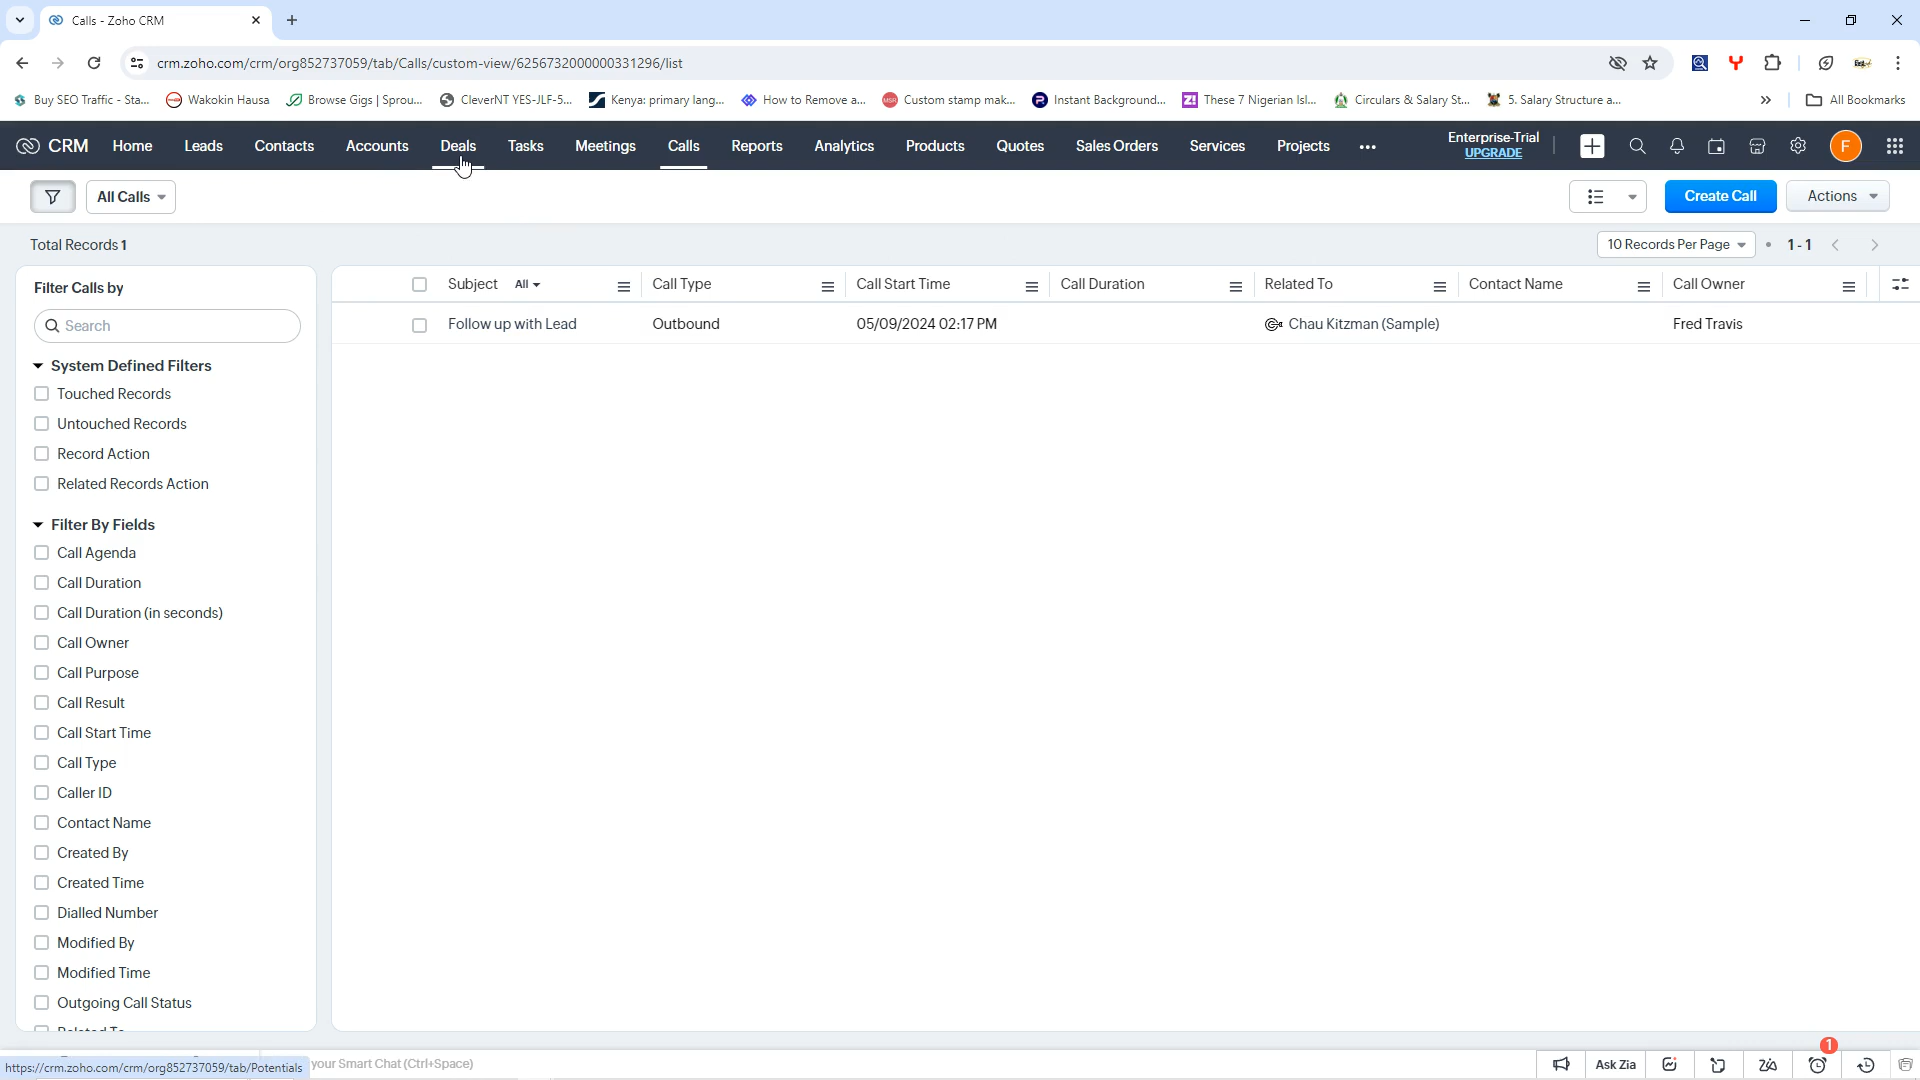 Calls - Zoho CRM
crm.zoho.com/crm/org852737059/tab/Calls/custom-view/6256732000000331296/list
Buy SEO Traffic - Sta...
Wakokin Hausa
Browse Gigs | Sprou...
CleverNT YES-JLF-5...
Kenya: primary lang...
How to Remove a...
Custom stamp mak...
Instant Background...
These 7 Nigerian Isl...
Circulars & Salary St...
5. Salary Structure a...
All Bookmarks
CRM
Home
Leads
Contacts
Accounts
Deals
Tasks
Meetings
Calls
Reports
Analytics
Products
Quotes
Sales Orders
Services
Projects
Enterprise-Trial
UPGRADE
F
All Calls
Create Call
Actions
Total Records 1
10 Records Per Page
1 - 1
Filter Calls by
Search
System Defined Filters
Touched Records
Untouched Records
Record Action
Related Records Action
Filter By Fields
Call Agenda
Call Duration
Call Duration (in seconds)
Call Owner
Call Purpose
Call Result
Call Start Time
Call Type
Caller ID
Contact Name
Created By
Created Time
Dialled Number
Modified By
Modified Time
Outgoing Call Status
Subject All
Call Type
Call Start Time
Call Duration
Related To
Contact Name
Call Owner
Follow up with Lead
Outbound
05/09/2024 02:17 PM
Chau Kitzman (Sample)
Fred Travis
https://crm.zoho.com/crm/org852737059/tab/Potentials
your Smart Chat (Ctrl+Space)
Ask Zia
1